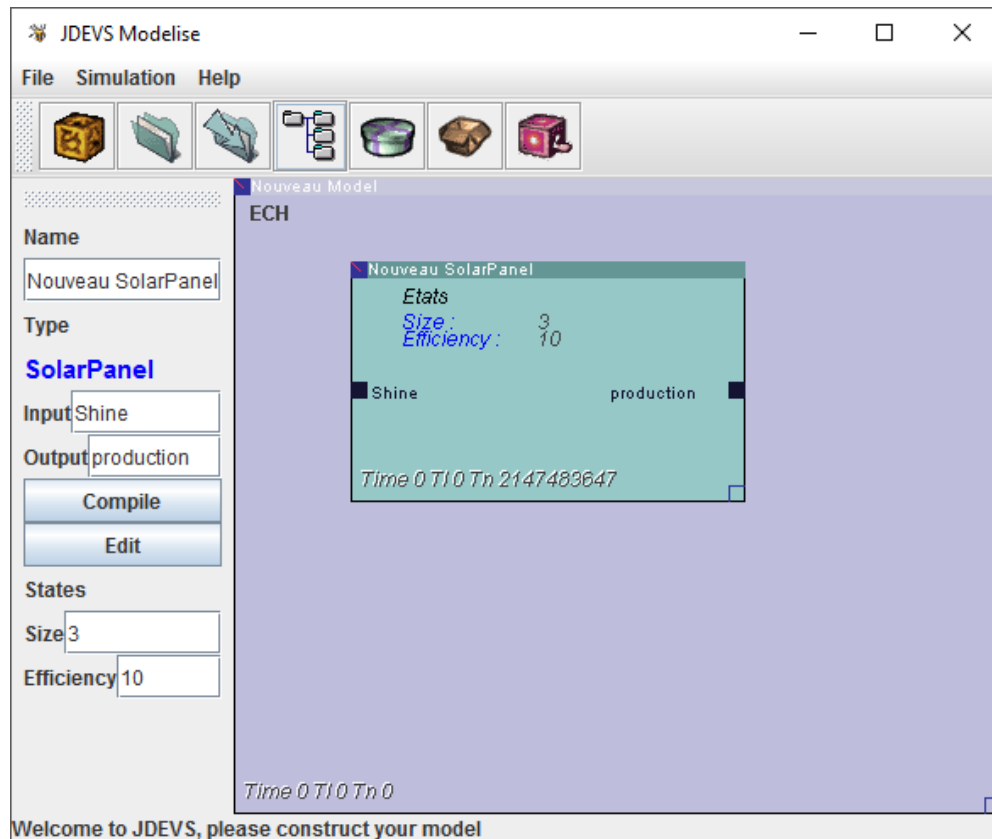 JDEVS Modelise
File Simulation Help
Name
Nouveau SolarPanel
Type
SolarPanel
Input Shine
Output production
Compile
Edit
States
Size 3
Efficiency 10
Nouveau Model
ECH
Nouveau SolarPanel
Etats
Size : 3
Efficiency : 10
Shine production
Time 0 Tl 0 Tn 2147483647
Time 0 Tl 0 Tn 0
Welcome to JDEVS, please construct your model